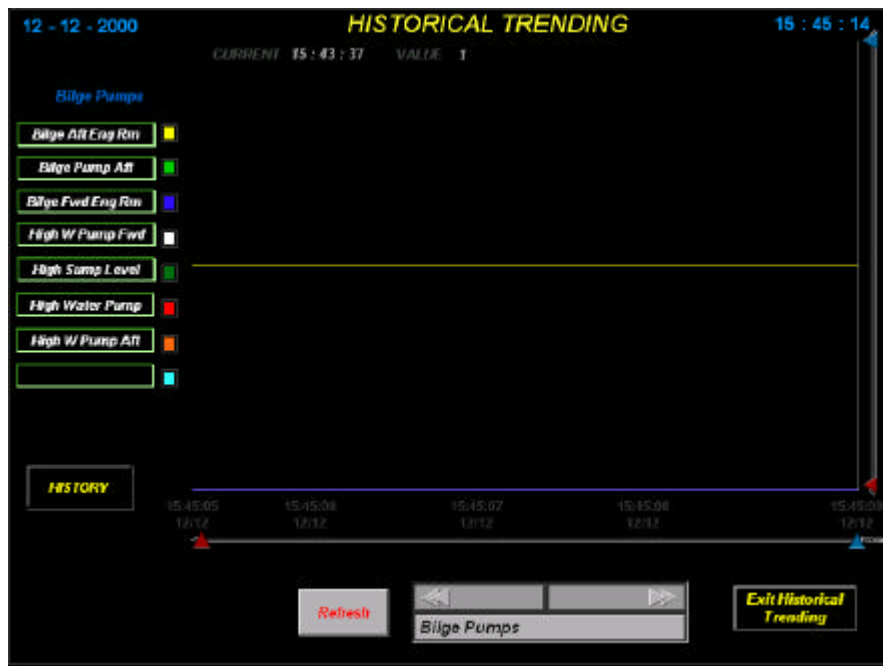 12 - 12 - 2000
HISTORICAL TRENDING
15 : 45 : 14
CURRENT 15 : 43 : 37 VALUE 1
Bilge Pumps
Bilge Aft Eng Rm
Bilge Pump Aft
Bilge Fwd Eng Rm
High W Pump Fwd
High Sump Level
High Water Pump
High W Pump Aft
HISTORY
15:45:05 15:45:06 15:45:07 15:45:08 15:45:09
12/12 12/12 12/12 12/12 12/12
Refresh
Bilge Pumps
Exit Historical
Trending